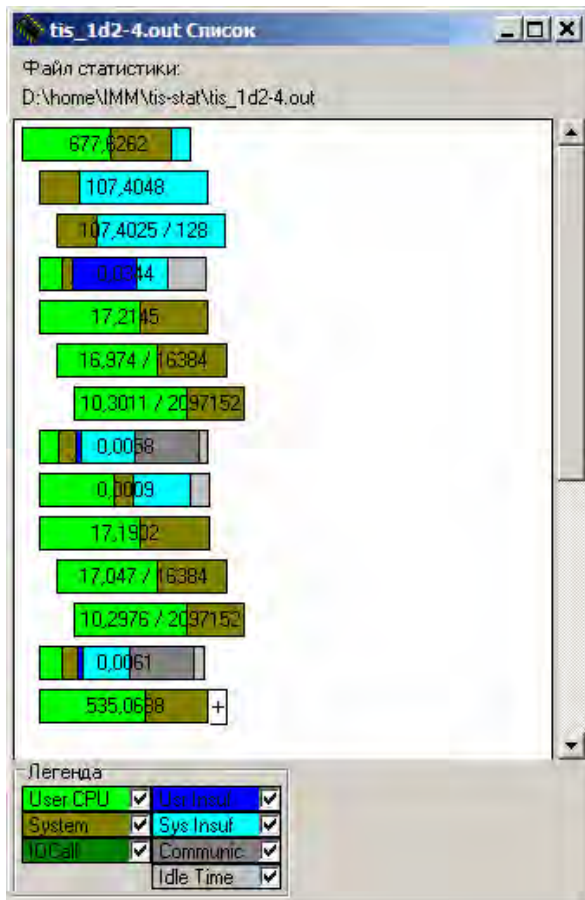 tis_1d2-4.out Список
Файл статистики:
D:\home\IMM\tis-stat\tis_1d2-4.out
677,6262
107,4048
107,4025 / 128
0,0344
17,2145
16,974 / 16384
10,3011 / 2097152
0,0058
0,0009
17,1902
17,047 / 16384
10,2976 / 2097152
0,0061
535,0698 +
Легенда
User CPU Usr Insuf
System Sys Insuf
IOCall Communic
Idle Time